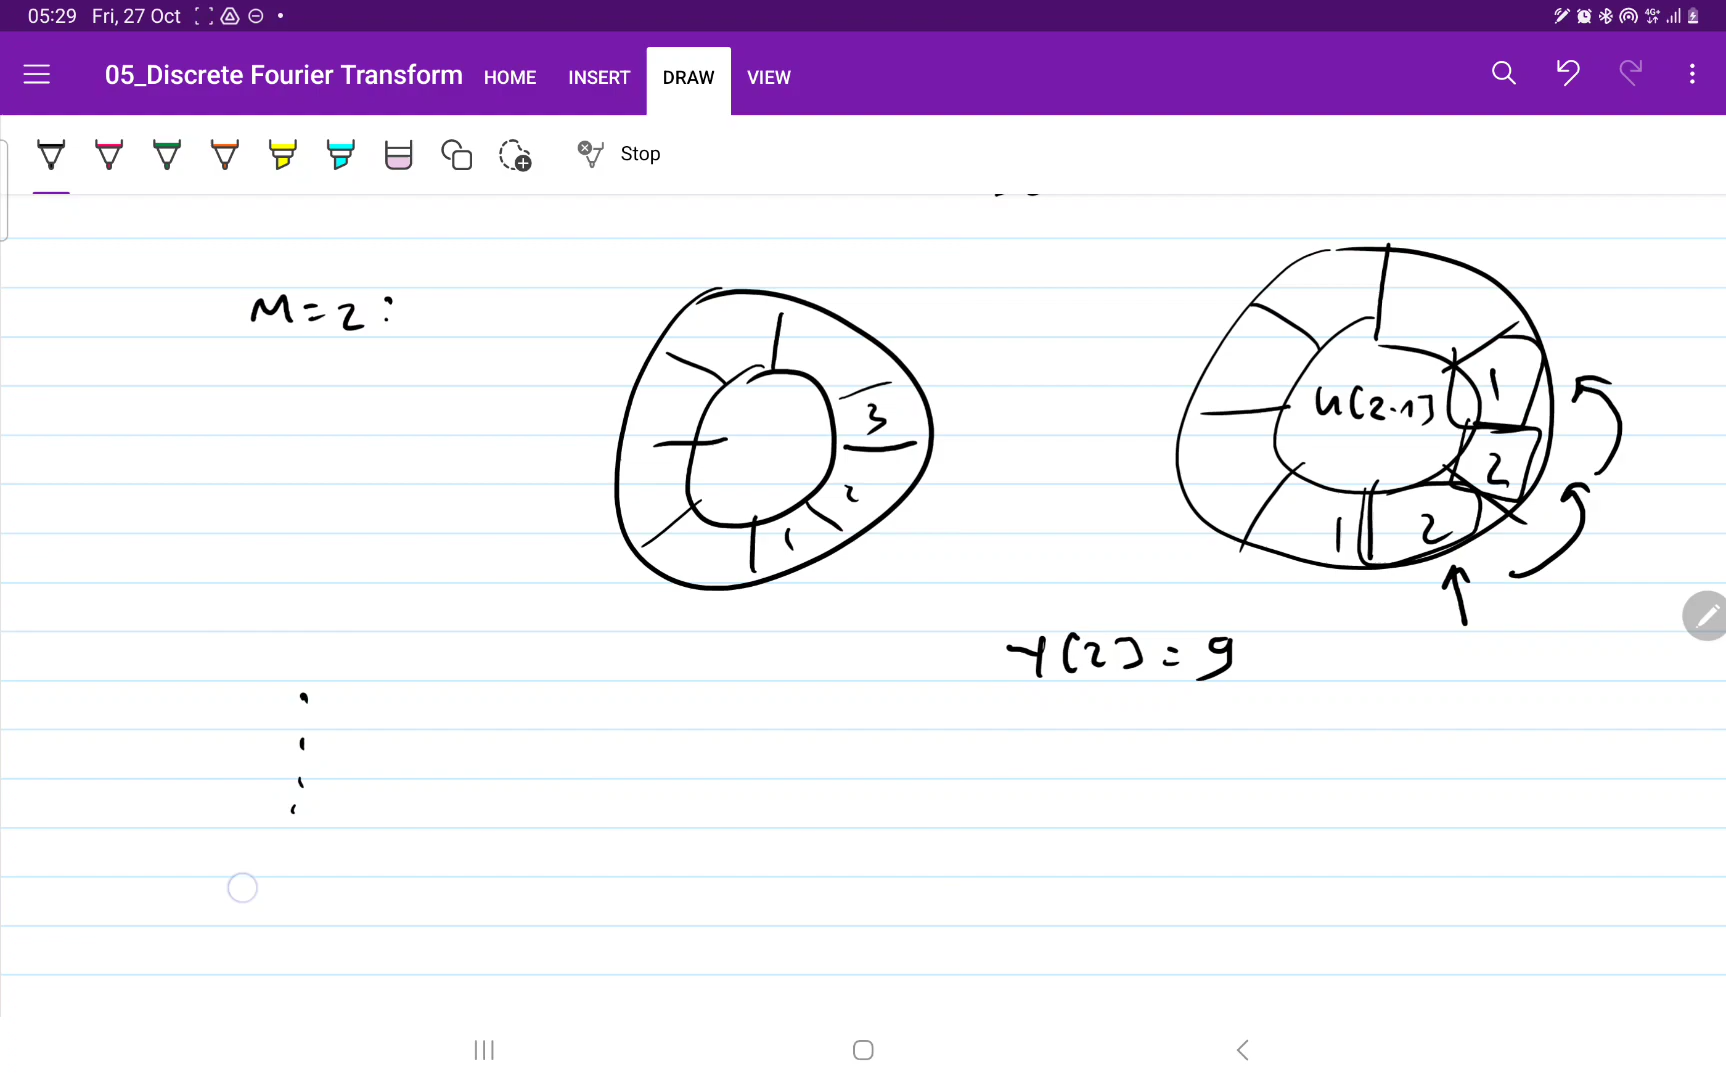 05:29 Fri, 27 Oct
4G+
05_Discrete Fourier Transform HOME INSERT DRAW VIEW
Stop
M=2:
3
2
1
u[2-1]
1
2
1 2
Y[2] = 9